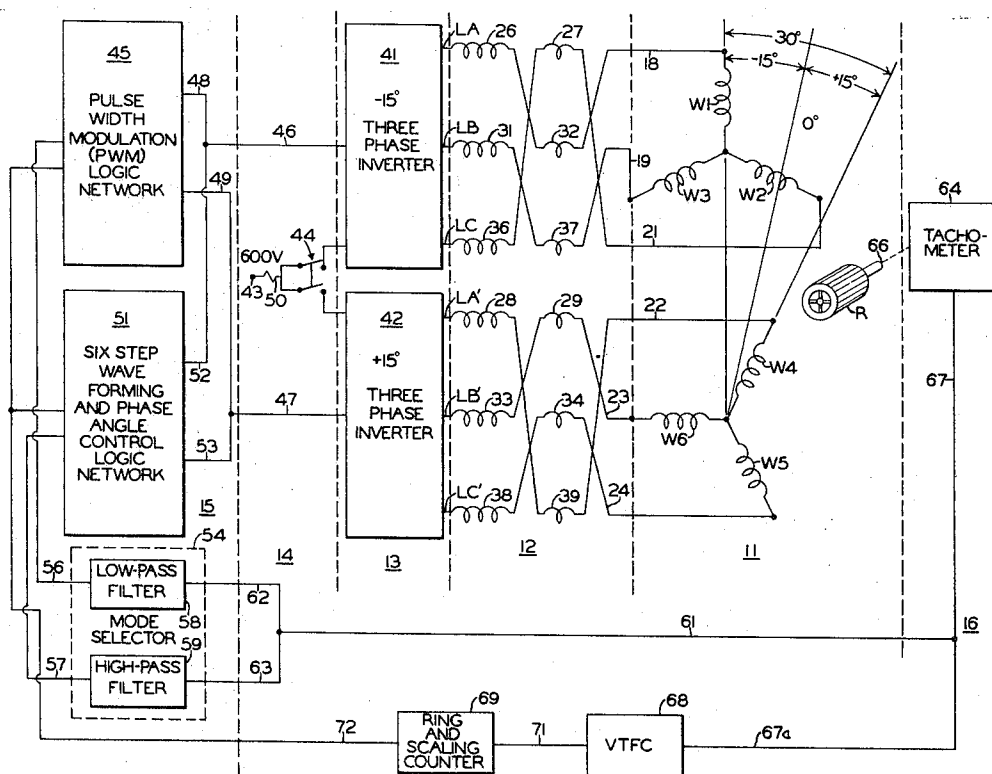 45
PULSE
WIDTH
MODULATION
(PWM)
LOGIC
NETWORK
48
49
46
41
-15°
THREE
PHASE
INVERTER
LA
26
27
LB
31
32
LC
36
37
18
19
21
W1
W3
W2
30°
-15°
+15°
0°
64
TACHO-
METER
66
R
600V
44
43
50
51
SIX STEP
WAVE
FORMING
AND PHASE
ANGLE
CONTROL
LOGIC
NETWORK
52
53
47
42
+15°
THREE
PHASE
INVERTER
LA'
28
29
LB'
33
34
LC'
38
39
22
23
24
W4
W6
W5
67
15
14
13
12
11
16
54
56
LOW-PASS
FILTER
58
62
MODE
SELECTOR
59
57
HIGH-PASS
FILTER
63
61
72
69
RING
AND
SCALING
COUNTER
71
68
VTFC
67a